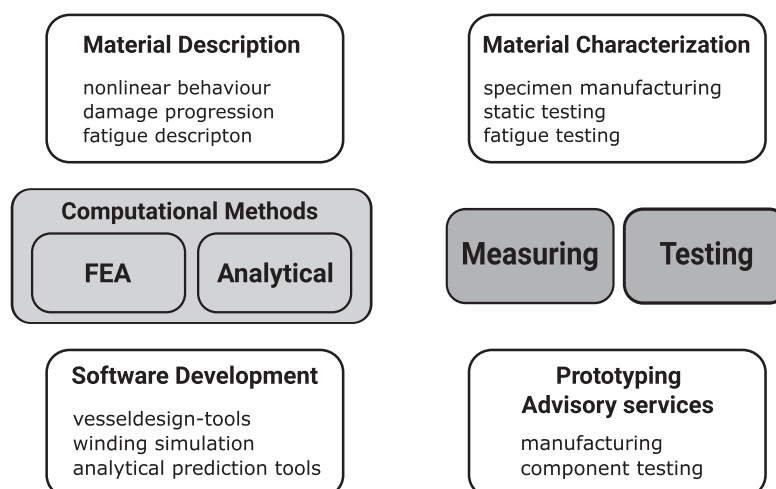 Material Description
nonlinear behaviour
damage progression
fatigue descripton
Material Characterization
specimen manufacturing
static testing
fatigue testing
Computational Methods
FEA
Analytical
Measuring
Testing
Software Development
vesseldesign-tools
winding simulation
analytical prediction tools
Prototyping
Advisory services
manufacturing
component testing